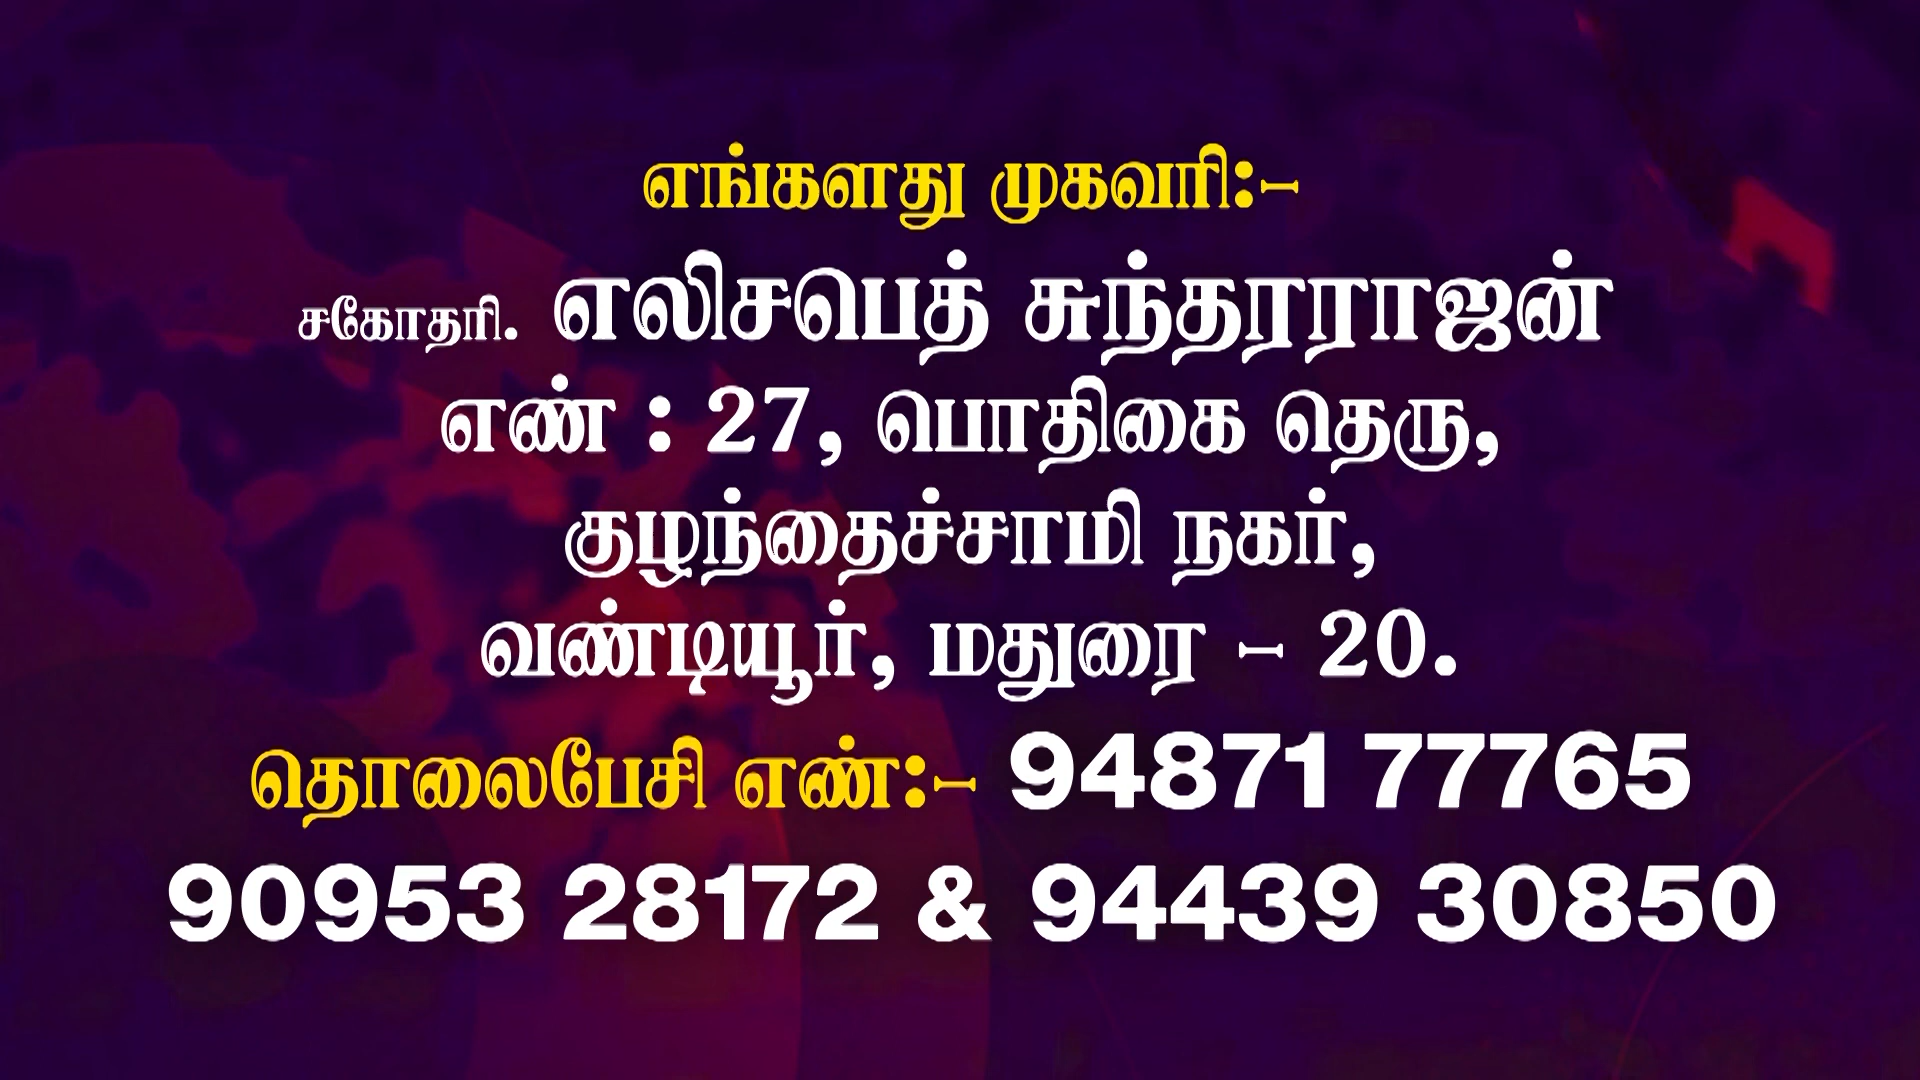 எங்களது முகவரி:-
சகோதரி. எலிசபெத் சுந்தரராஜன்
எண் : 27, பொதிகை தெரு,
குழந்தைச்சாமி நகர்,
வண்டியூர், மதுரை - 20.
தொலைபேசி எண்:- 94871 77765
90953 28172 & 94439 30850